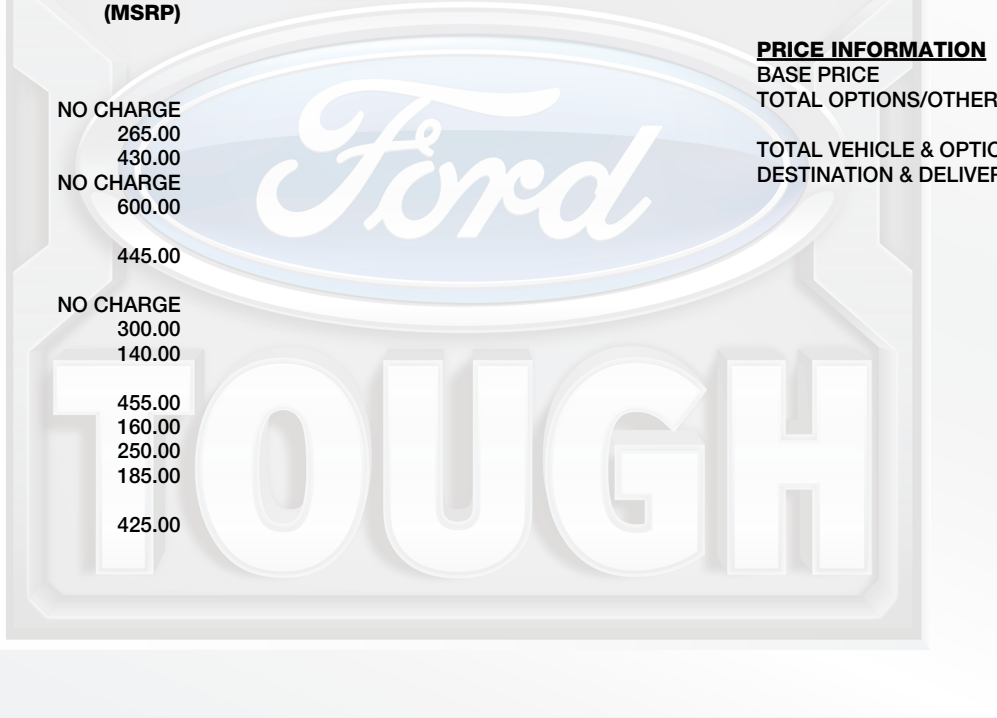 (MSRP)
NO CHARGE
265.00
430.00
NO CHARGE
600.00
445.00
NO CHARGE
300.00
140.00
455.00
160.00
250.00
185.00
425.00
PRICE INFORMATION
BASE PRICE
TOTAL OPTIONS/OTHER
TOTAL VEHICLE & OPTIO
DESTINATION & DELIVER
Ford
TOUGH